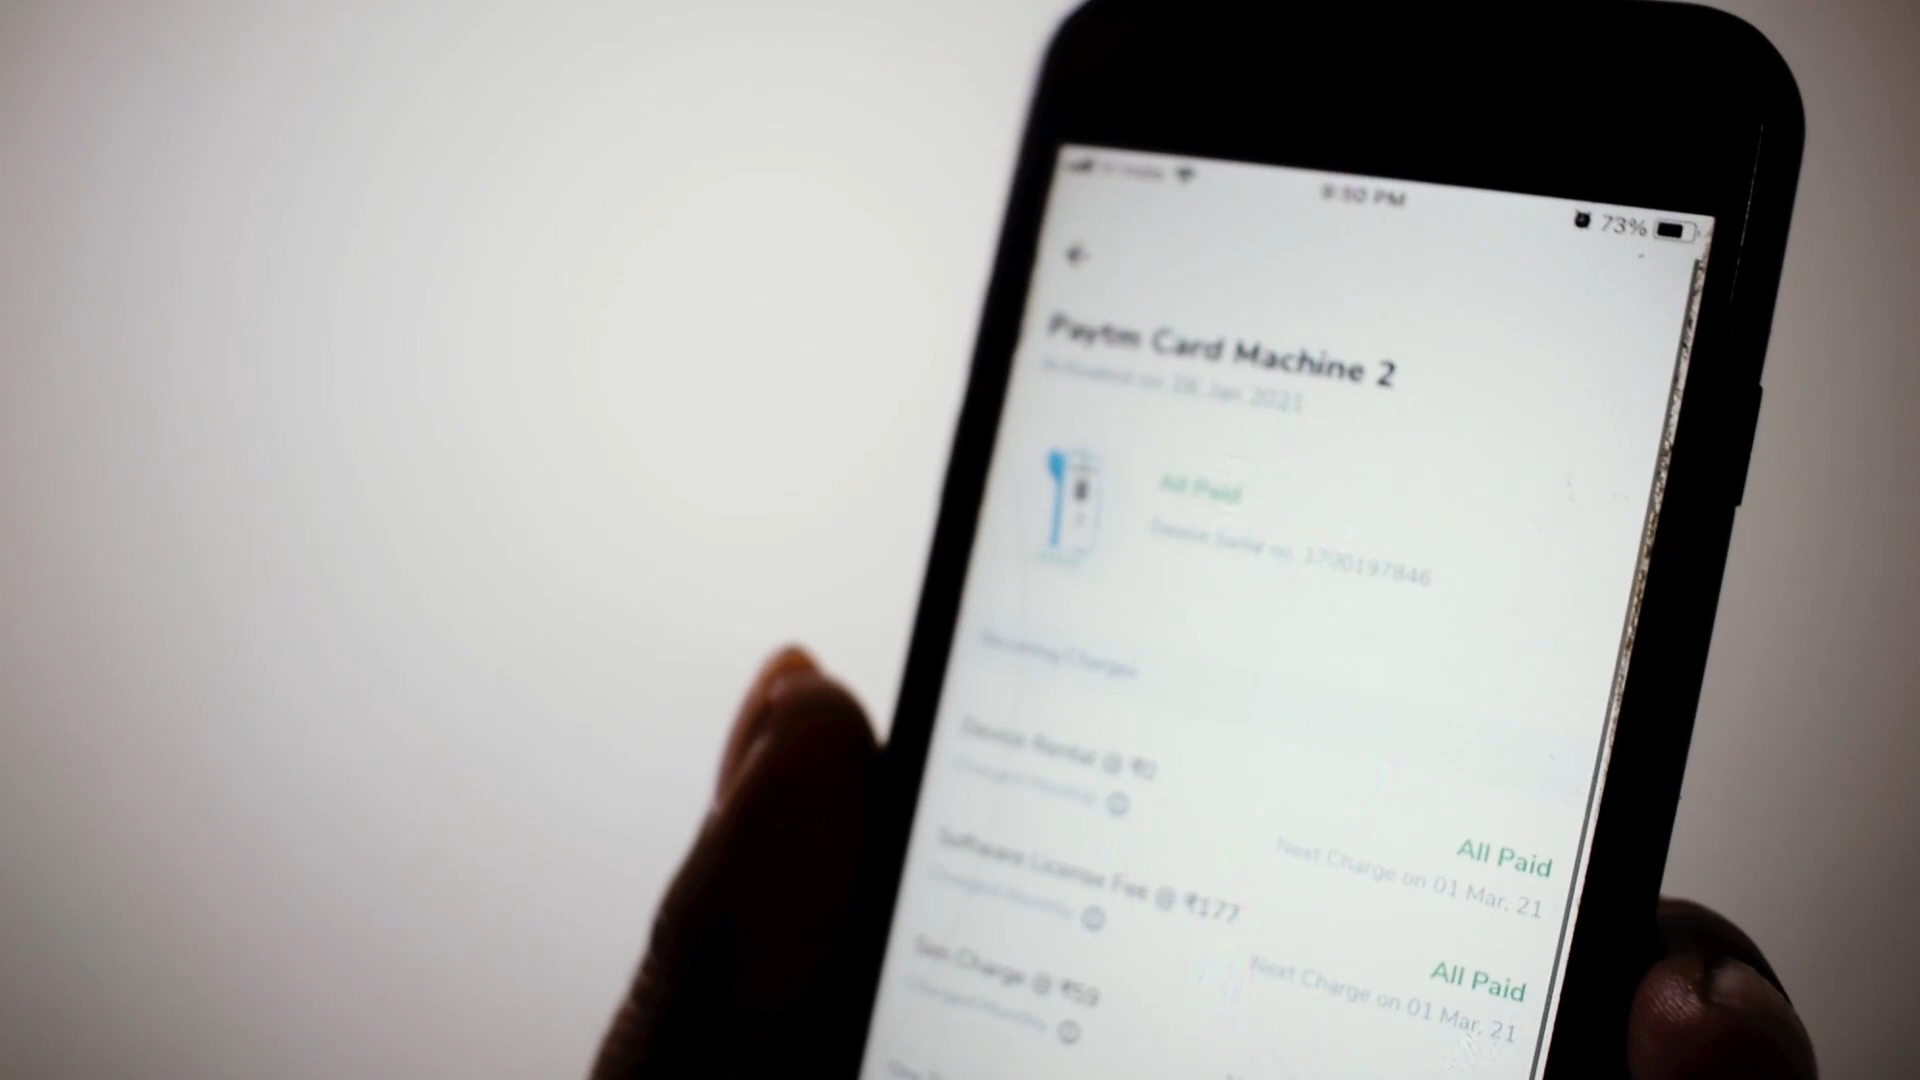 9:50 PM
73%
Paytm Card Machine 2
Activated on 28 Jan 2021
All Paid
Device Serial no. 1700197846
Recurring Charges
Device Rental @ ₹0
Charged Monthly
All Paid
Next Charge on 01 Mar, 21
Software License Fee @ ₹177
Charged Monthly
All Paid
Next Charge on 01 Mar, 21
Sim Charge @ ₹59
Charged Monthly